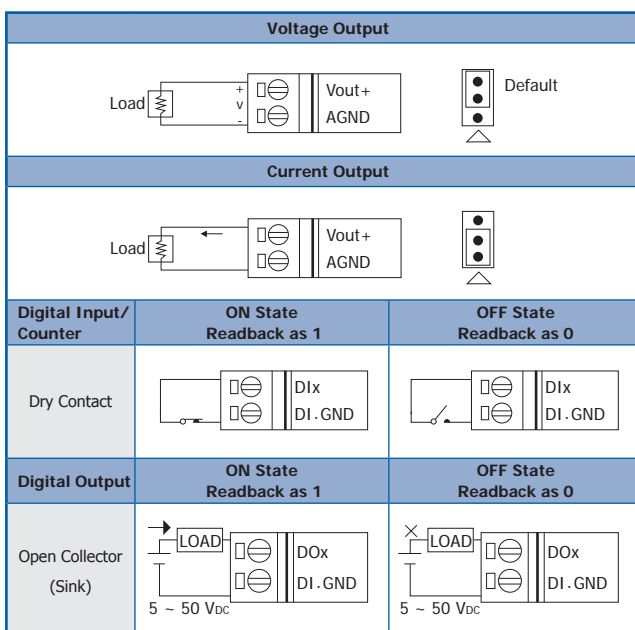 Voltage Output
Load
+
v
-
Vout+
AGND
Default
Current Output
Load
Vout+
AGND
Digital Input/
Counter
ON State
Readback as 1
OFF State
Readback as 0
Dry Contact
DIx
DI.GND
DIx
DI.GND
Digital Output
ON State
Readback as 1
OFF State
Readback as 0
Open Collector
(Sink)
LOAD
DOx
DI.GND
5 ~ 50 VDC
LOAD
DOx
DI.GND
5 ~ 50 VDC